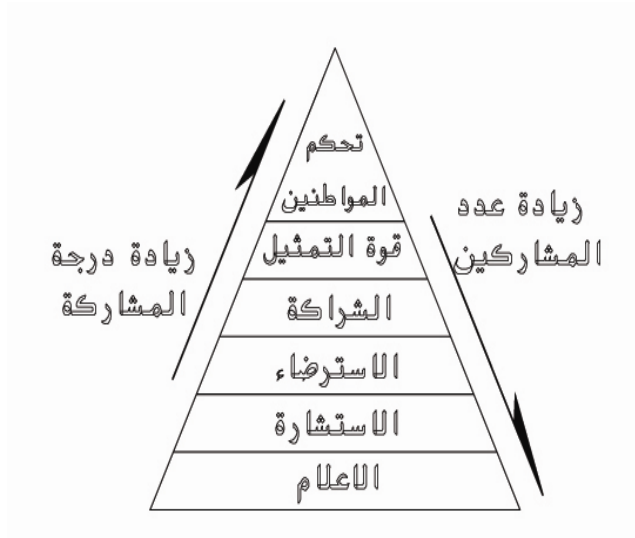 تحكم
المواطنين
قوة التمثيل
الشراكة
الاسترضاء
الاستشارة
الاعلام
زيادة عدد
المشاركين
زيادة درجة
المشاركة